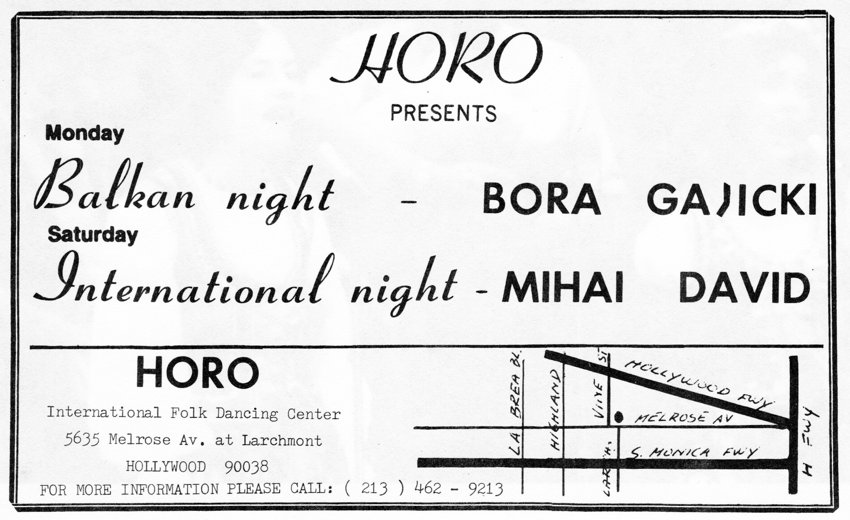 HORO
PRESENTS
Monday
Balkan night - BORA GAJICKI
Saturday
International night - MIHAI DAVID
HORO
International Folk Dancing Center
5635 Melrose Av. at Larchmont
HOLLYWOOD 90038
FOR MORE INFORMATION PLEASE CALL: ( 213 ) 462 - 9213
LA BREA BL.
HIGHLAND
VINE ST
HOLLYWOOD FWY
MELROSE AV
LARCH.
S. MONICA FWY
H FWY